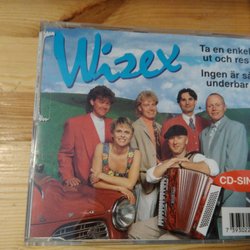 Wizex
Ta en enkel
ut och res
Ingen är så
underbar
CD-SIN